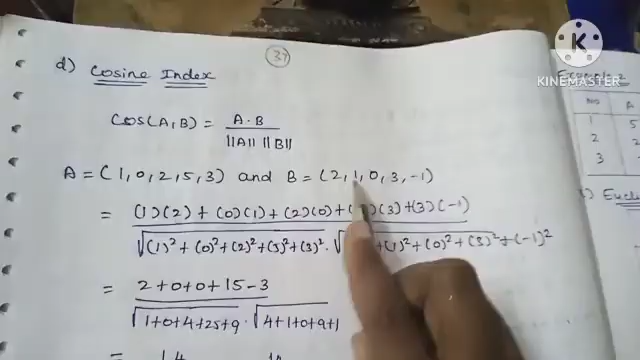 37
d) Cosine Index
Cos(A,B) = A·B / ||A|| ||B||
A = (1,0,2,5,3) and B = (2,1,0,3,-1)
= (1)(2) + (0)(1) + (2)(0) + )(3) + (3)(-1)
√(1)² + (0)² + (2)² + (5)² + (3)² · √ + (1)² + (0)² + (3)² + (-1)²
= 2+0+0+15-3
√1+0+4+25+9 · √4+1+0+9+1
= 14
KINEMASTER
Example
NO A
1 5
2 2
3